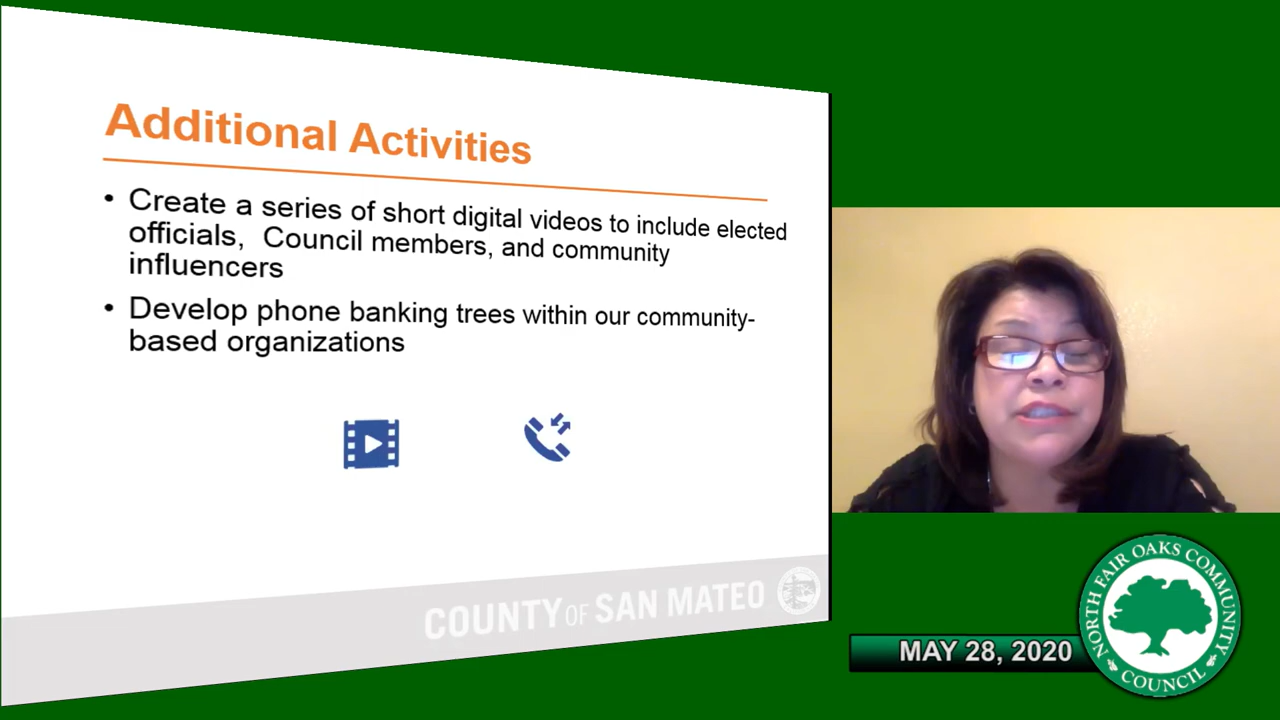 Additional Activities
• Create a series of short digital videos to include elected
officials, Council members, and community
influencers
• Develop phone banking trees within our community-
based organizations
COUNTY OF SAN MATEO
MAY 28, 2020
NORTH FAIR OAKS COMMUNITY
COUNCIL